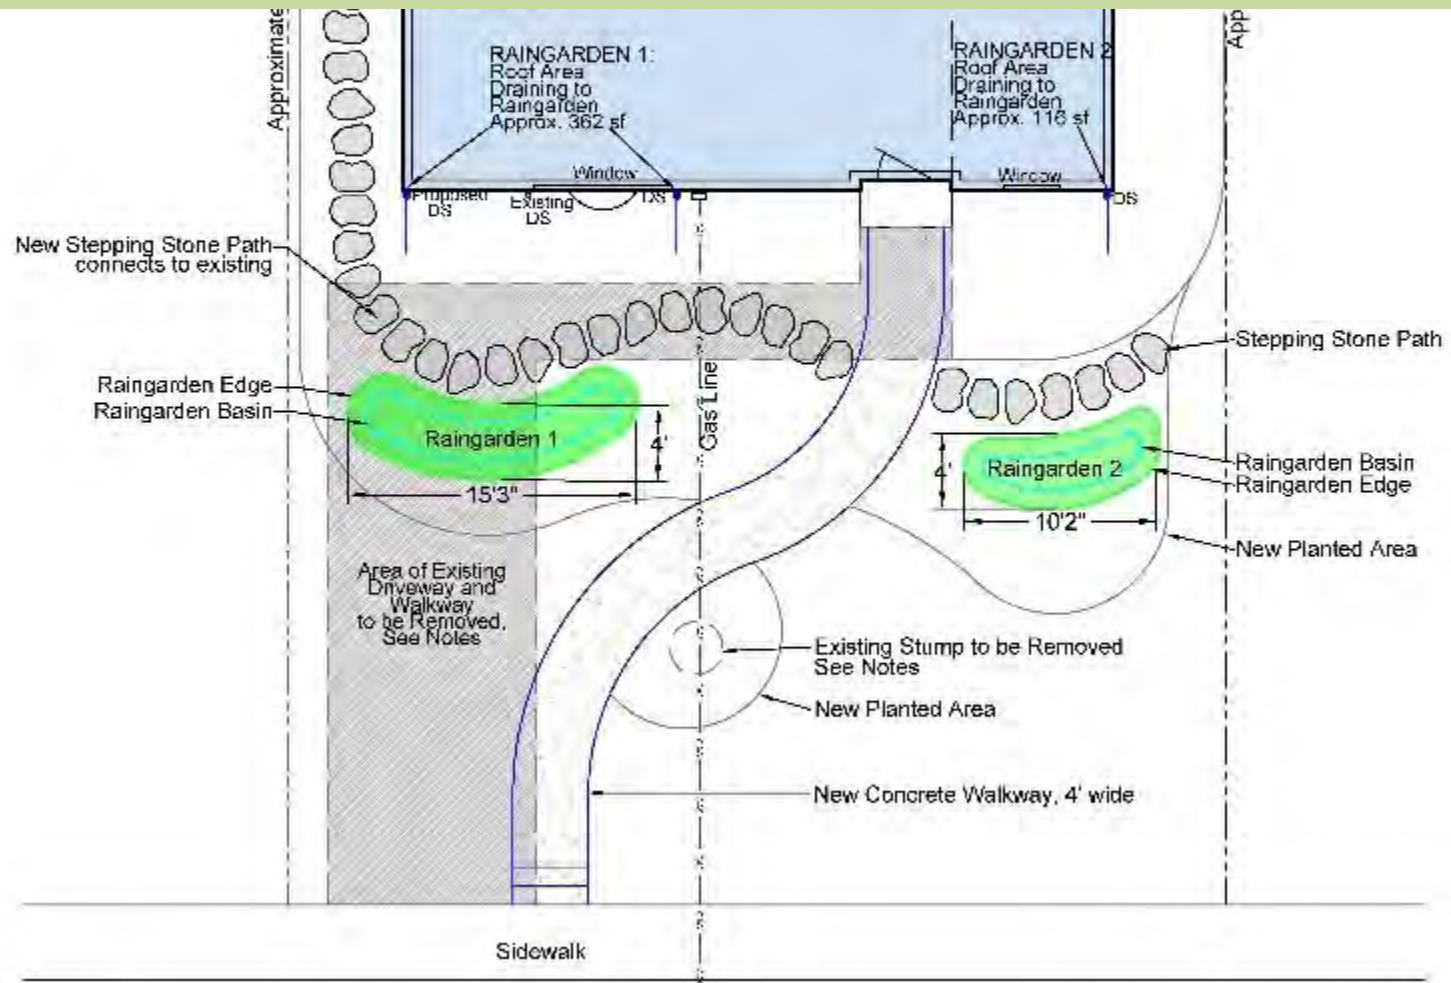 Approximate
App
RAINGARDEN 1:
Roof Area
Draining to
Raingarden
Approx. 362 sf
RAINGARDEN 2
Roof Area
Draining to
Raingarden
Approx. 116 sf
Window
Window
Proposed
DS
Existing
DS
DS
DS
New Stepping Stone Path
connects to existing
Stepping Stone Path
Raingarden Edge
Raingarden Basin
Raingarden 1
4'
15'3"
Gas Line
4'
Raingarden 2
10'2"
Raingarden Basin
Raingarden Edge
New Planted Area
Area of Existing
Driveway and
Walkway
to be Removed,
See Notes
Existing Stump to be Removed
See Notes
New Planted Area
New Concrete Walkway, 4' wide
Sidewalk